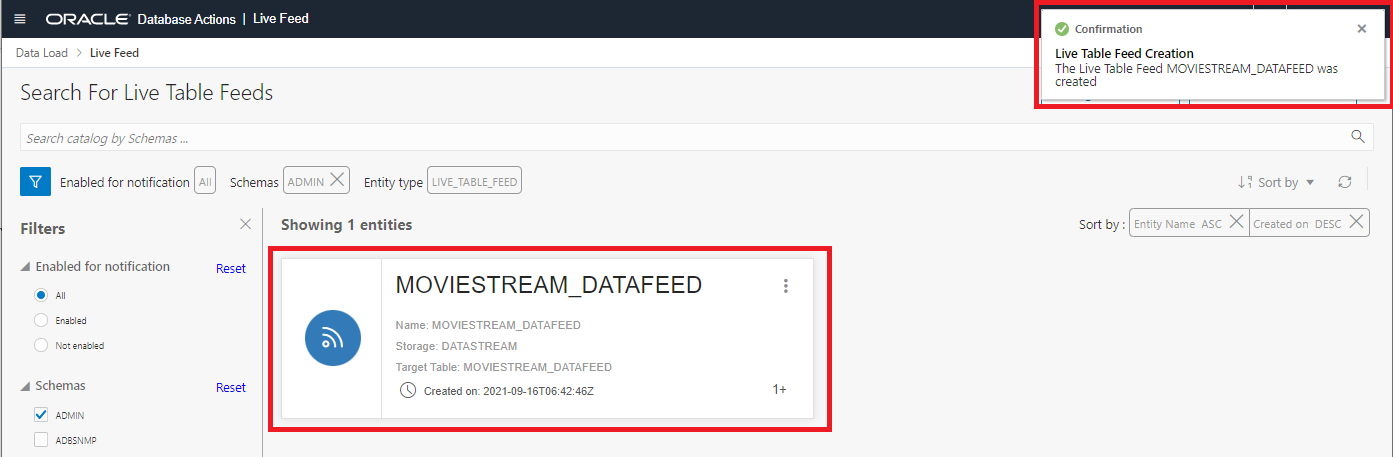 ORACLE Database Actions | Live Feed
Confirmation
Live Table Feed Creation
The Live Table Feed MOVIESTREAM_DATAFEED was
created
Data Load > Live Feed
Search For Live Table Feeds
Search catalog by Schemas ...
Enabled for notification All Schemas ADMIN Entity type LIVE_TABLE_FEED Sort by
Filters
Showing 1 entities
Sort by : Entity Name ASC Created on DESC
Enabled for notification Reset
All
Enabled
Not enabled
Schemas Reset
ADMIN
ADBSNMP
MOVIESTREAM_DATAFEED
Name: MOVIESTREAM_DATAFEED
Storage: DATASTREAM
Target Table: MOVIESTREAM_DATAFEED
Created on: 2021-09-16T06:42:46Z 1+